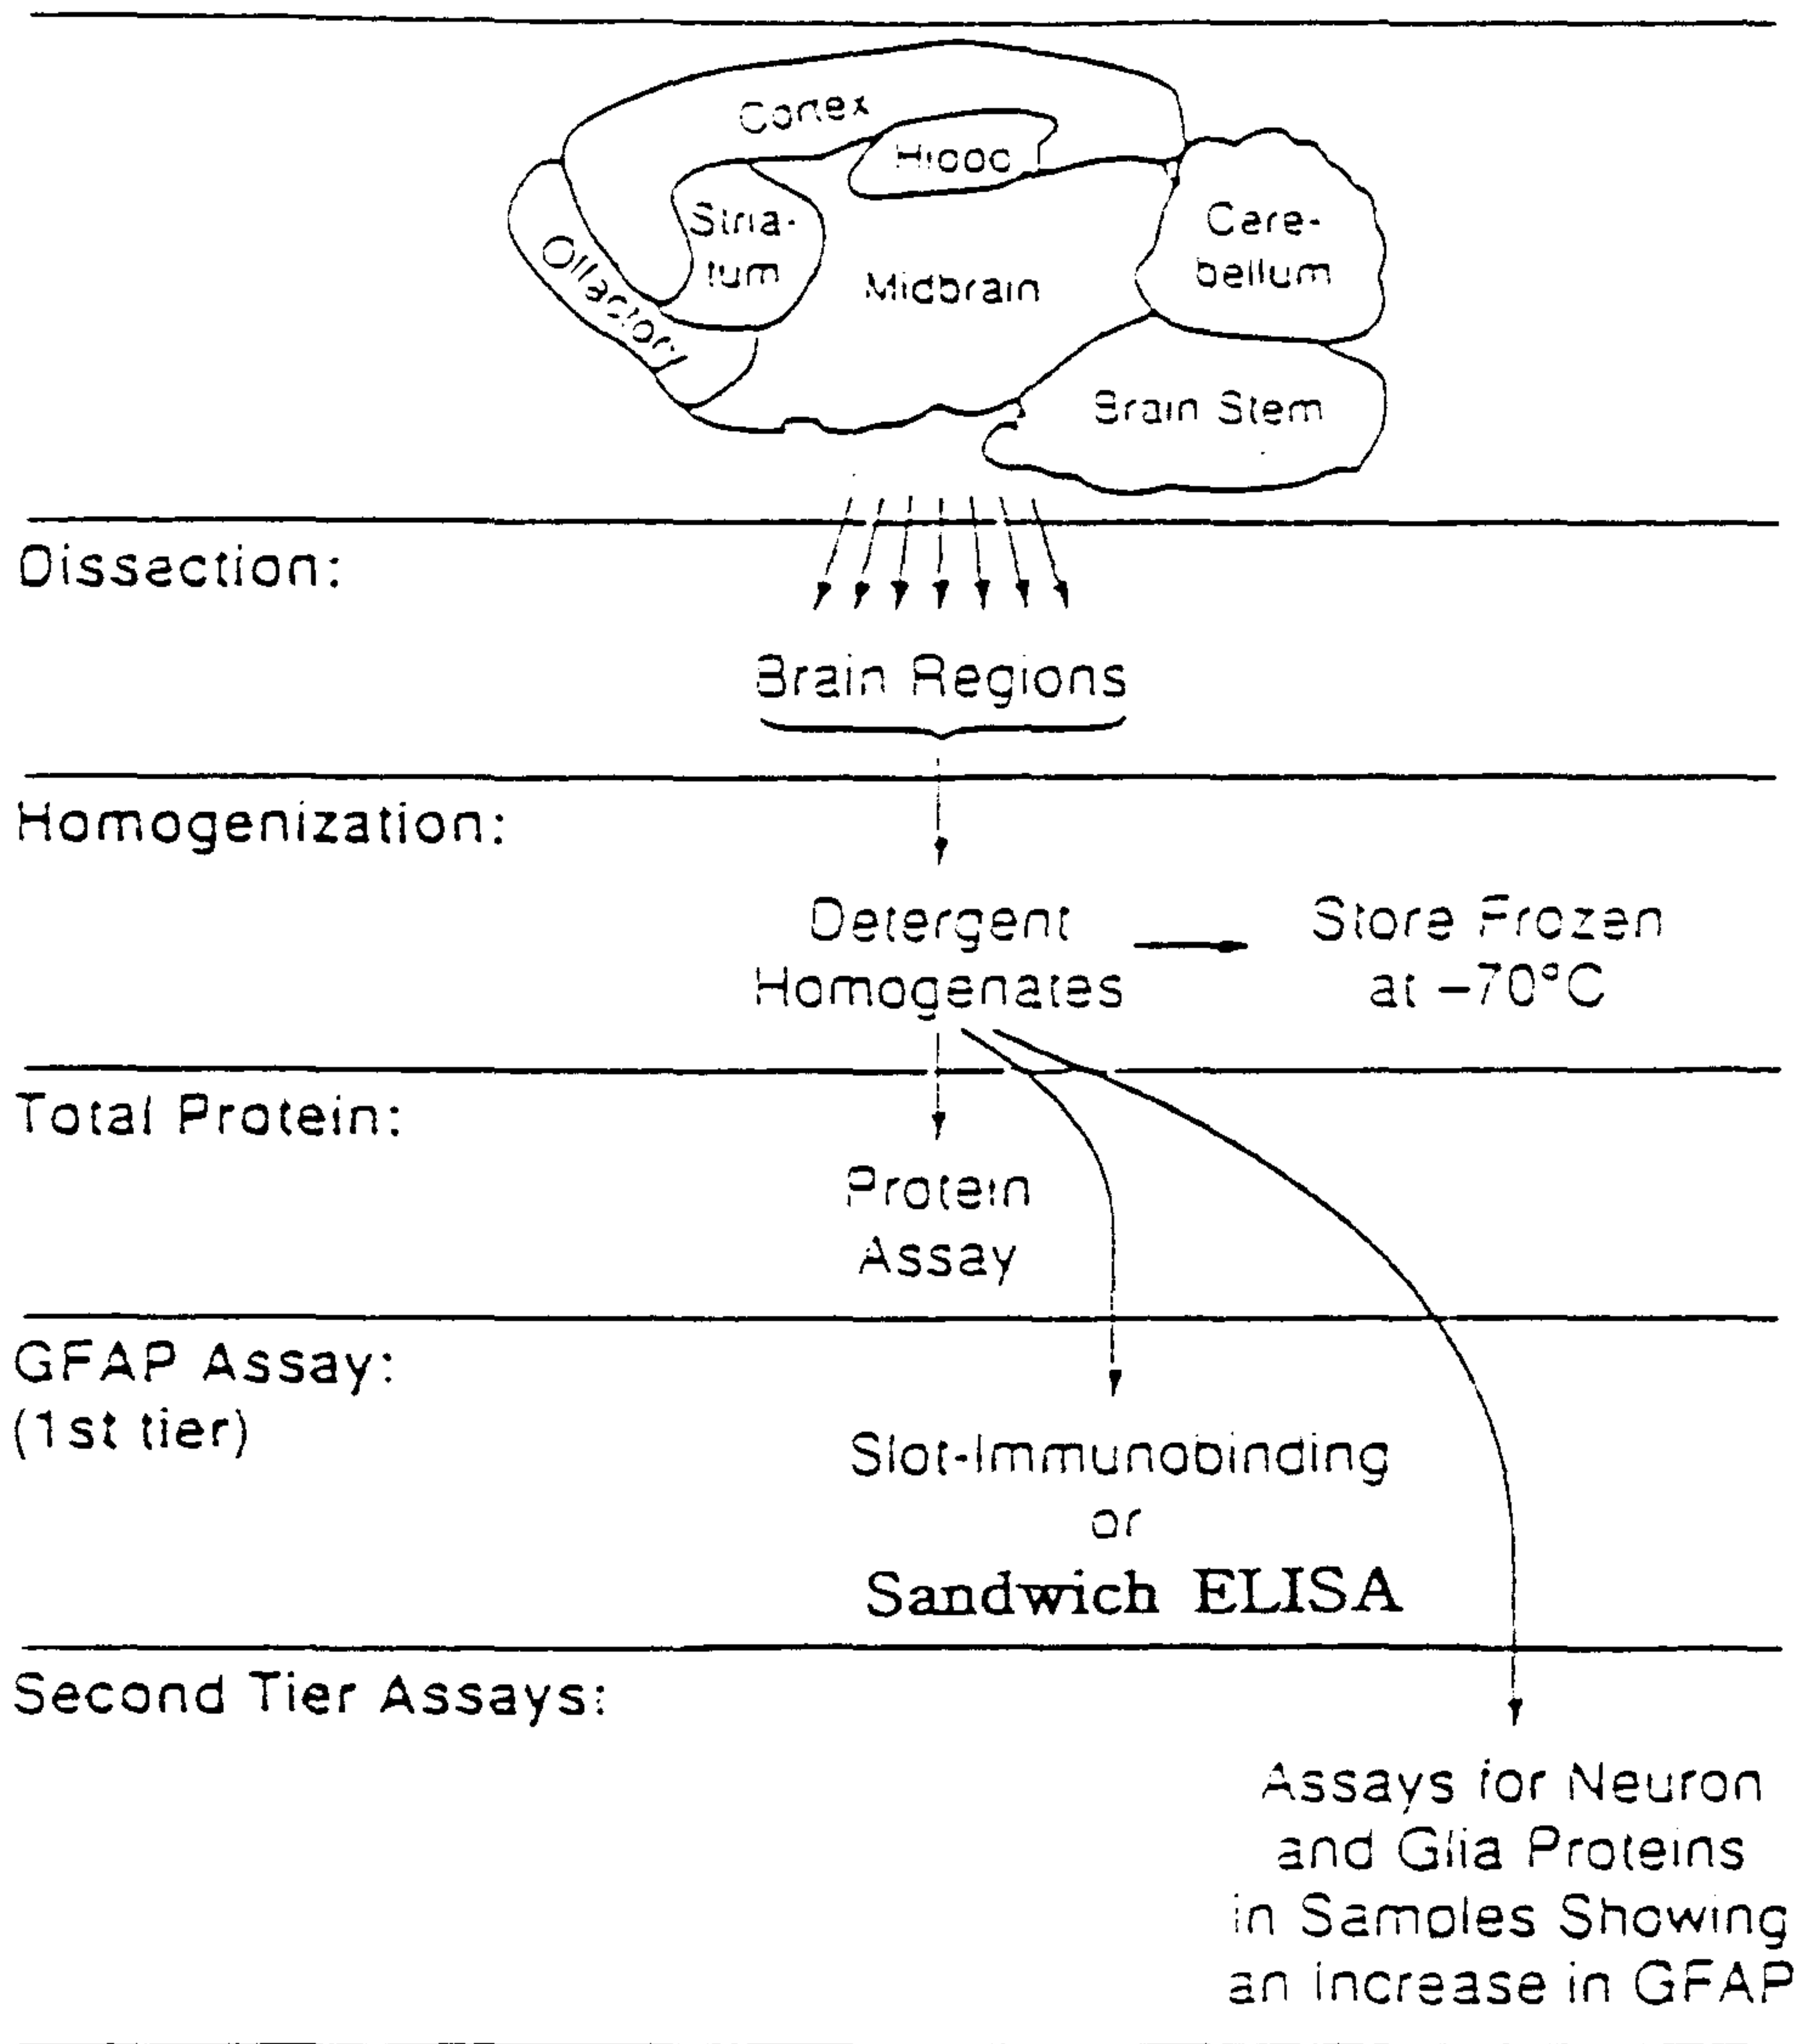 Cortex
Hippoc
Stria-
tum
Olfactory
Midbrain
Cere-
bellum
Brain Stem
Dissection:
Brain Regions
Homogenization:
Detergent
Homogenates
Store Frozen
at –70°C
Total Protein:
Protein
Assay
GFAP Assay:
(1st tier)
Slot-Immunobinding
or
Sandwich ELISA
Second Tier Assays:
Assays for Neuron
and Glia Proteins
in Samples Showing
an Increase in GFAP